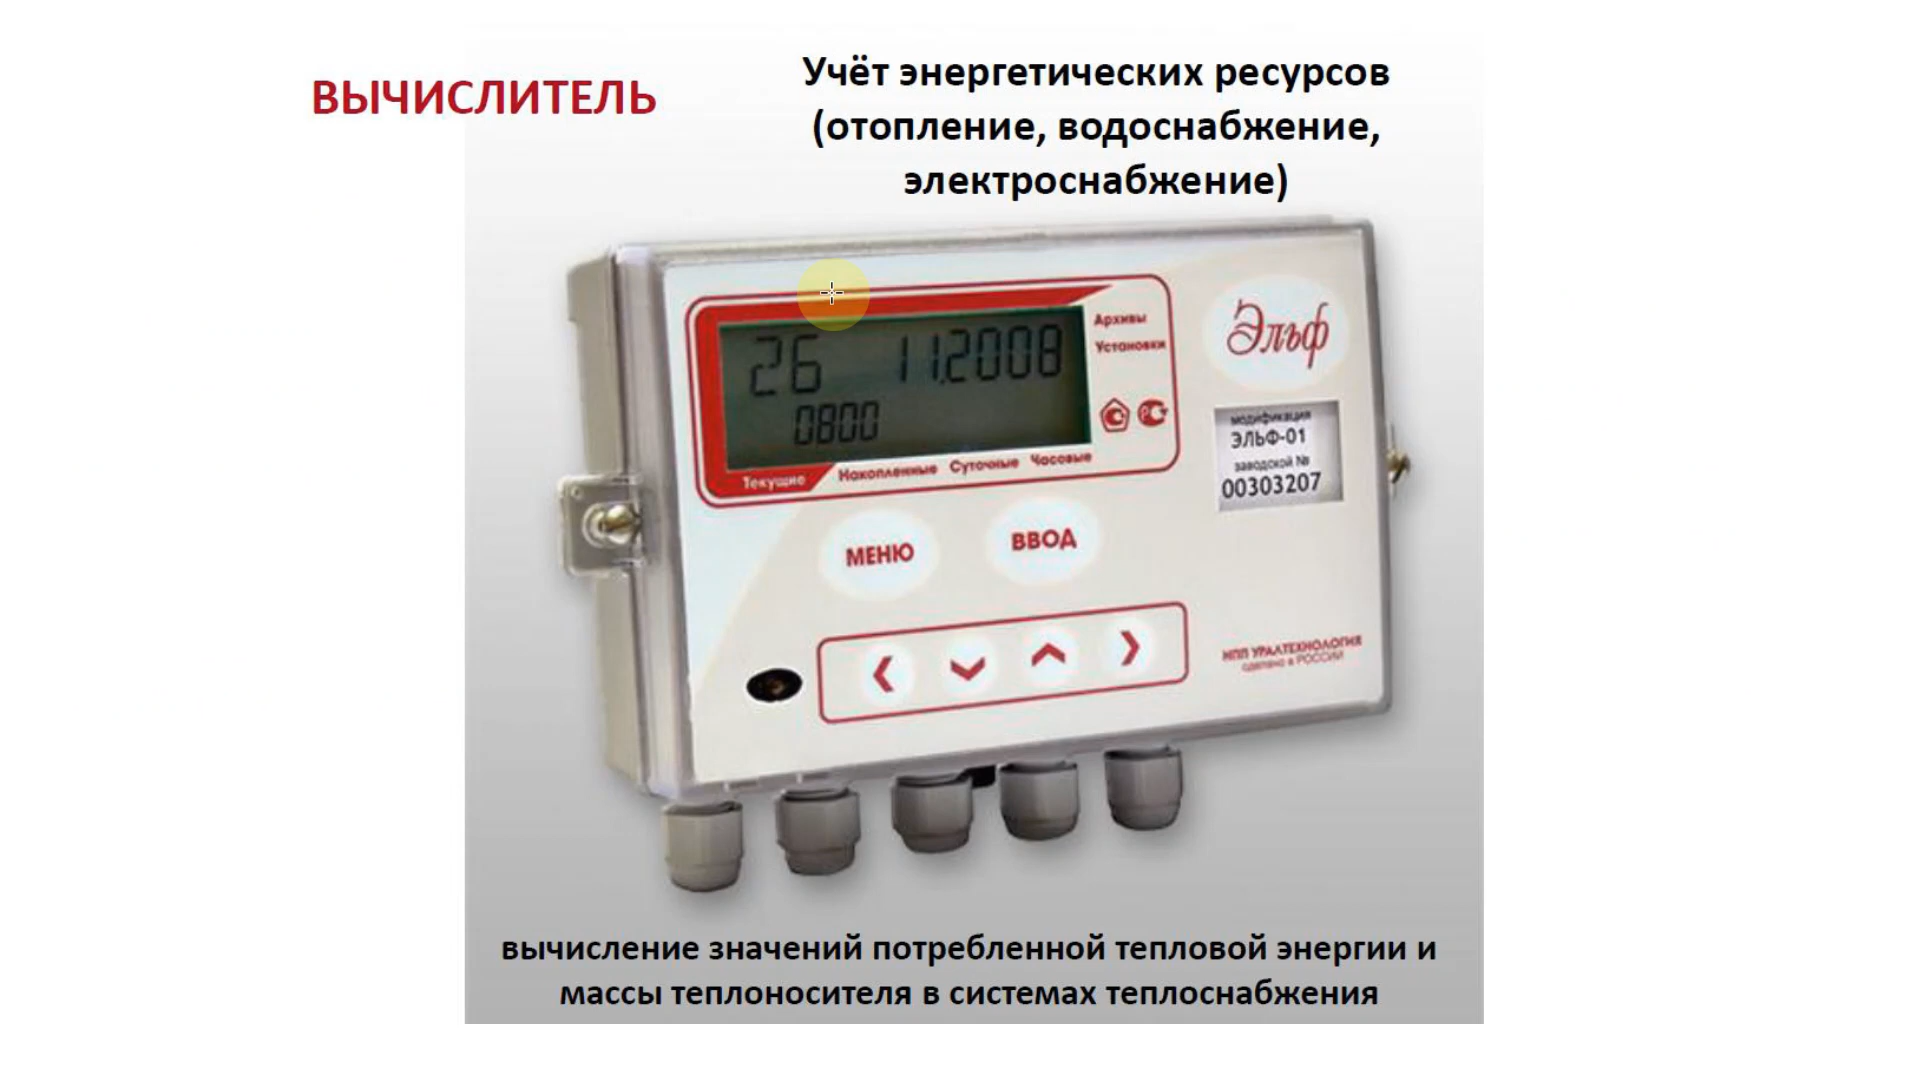 ВЫЧИСЛИТЕЛЬ
Учёт энергетических ресурсов
(отопление, водоснабжение,
электроснабжение)
26 11.2008
0800
Архивы
Установки
Текущие Накопленные Суточные Часовые
Эльф
модификация
ЭЛЬФ-01
заводской №
00303207
МЕНЮ ВВОД
НПП УРАЛТЕХНОЛОГИЯ
сделано в РОССИИ
вычисление значений потребленной тепловой энергии и
массы теплоносителя в системах теплоснабжения